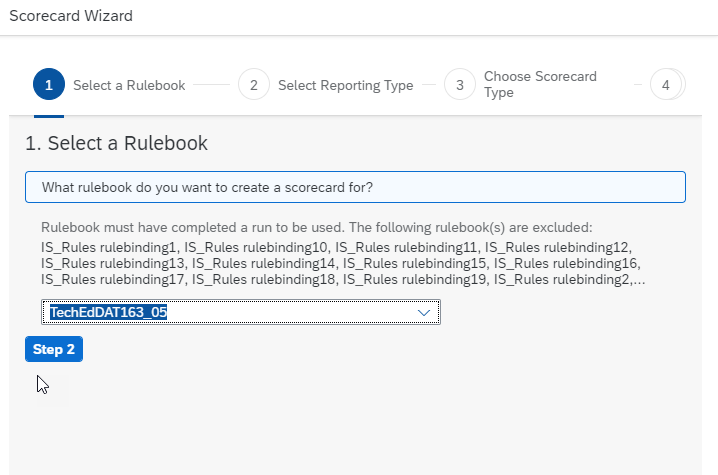 Scorecard Wizard
1 Select a Rulebook 2 Select Reporting Type 3 Choose Scorecard Type 4
1. Select a Rulebook
What rulebook do you want to create a scorecard for?
Rulebook must have completed a run to be used. The following rulebook(s) are excluded:
IS_Rules rulebinding1, IS_Rules rulebinding10, IS_Rules rulebinding11, IS_Rules rulebinding12,
IS_Rules rulebinding13, IS_Rules rulebinding14, IS_Rules rulebinding15, IS_Rules rulebinding16,
IS_Rules rulebinding17, IS_Rules rulebinding18, IS_Rules rulebinding19, IS_Rules rulebinding2,...
TechEdDAT163_05
Step 2